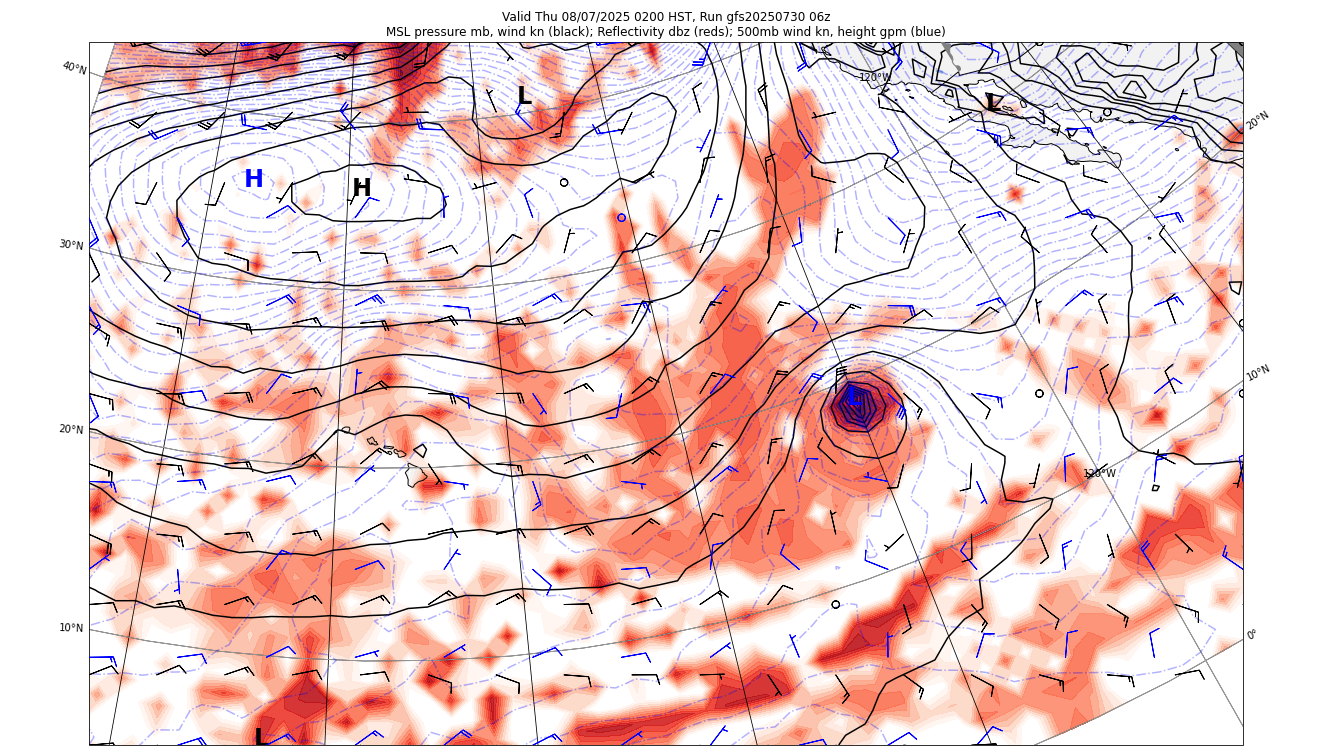 Valid Thu 08/07/2025 0200 HST, Run gfs20250730 06z
MSL pressure mb, wind kn (black); Reflectivity dbz (reds); 500mb wind kn, height gpm (blue)
40°N
120°W
L
L
20°N
H
H
30°N
10°N
L
20°N
120°W
10°N
0°
L